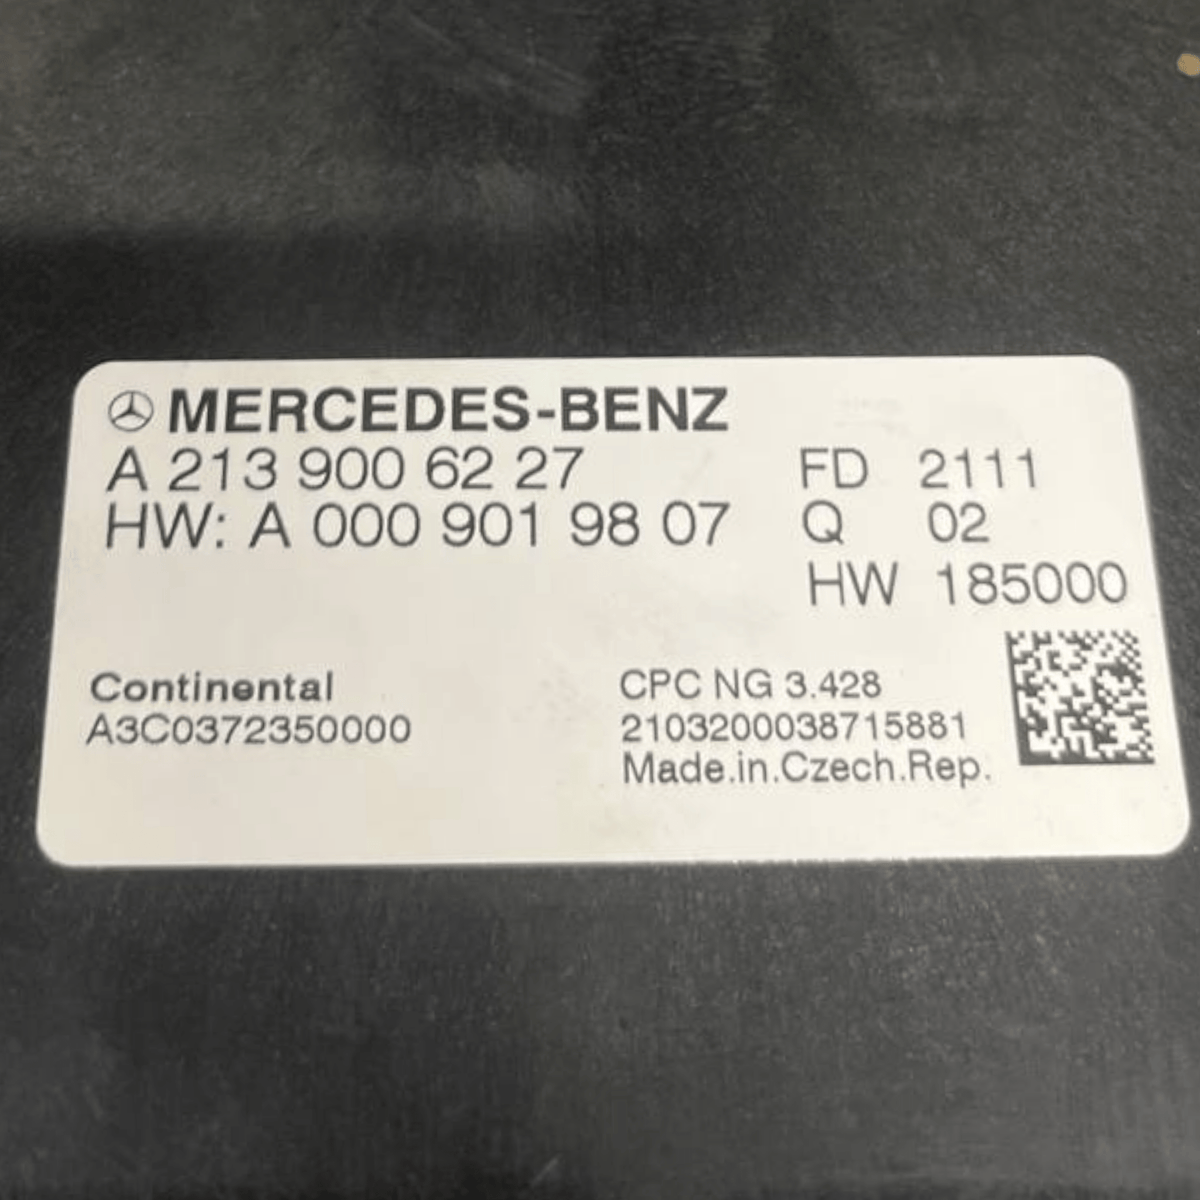 MERCEDES-BENZ
A 213 900 62 27
HW: A 000 901 98 07
FD 2111
Q 02
HW 185000
Continental
A3C0372350000
CPC NG 3.428
2103200038715881
Made.in.Czech.Rep.